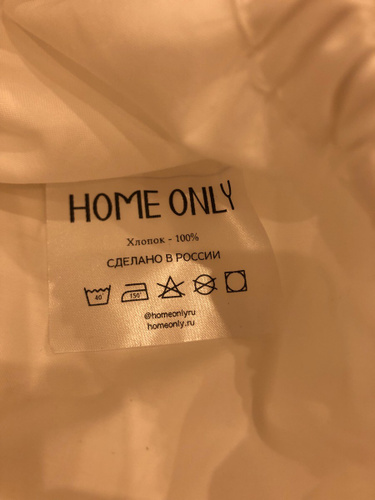 HOME ONLY
Хлопок - 100%
СДЕЛАНО В РОССИИ
40 150°
@homeonlyru
homeonly.ru